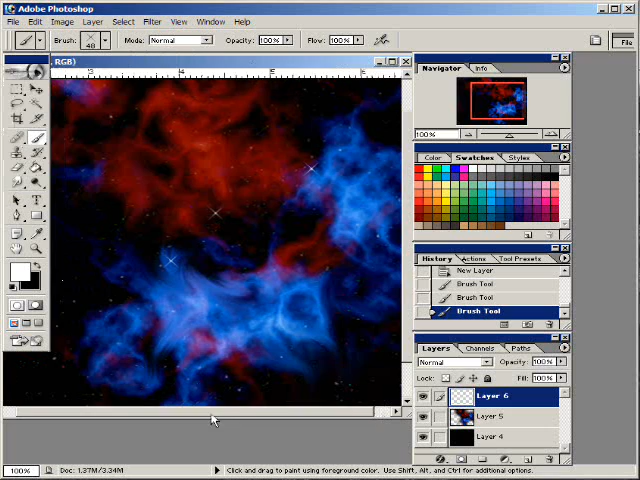 Adobe Photoshop
File Edit Image Layer Select Filter View Window Help
Brush: 48 Mode: Normal Opacity: 100% Flow: 100% File
, RGB)
3 4 5 6
Navigator Info
100%
Color Swatches Styles
History Actions Tool Presets
New Layer
Brush Tool
Brush Tool
Brush Tool
Layers Channels Paths
Normal Opacity: 100%
Lock: Fill: 100%
Layer 6
Layer 5
Layer 4
T
100% Doc: 1.37M/3.34M Click and drag to paint using foreground color. Use Shift, Alt, and Ctrl for additional options.